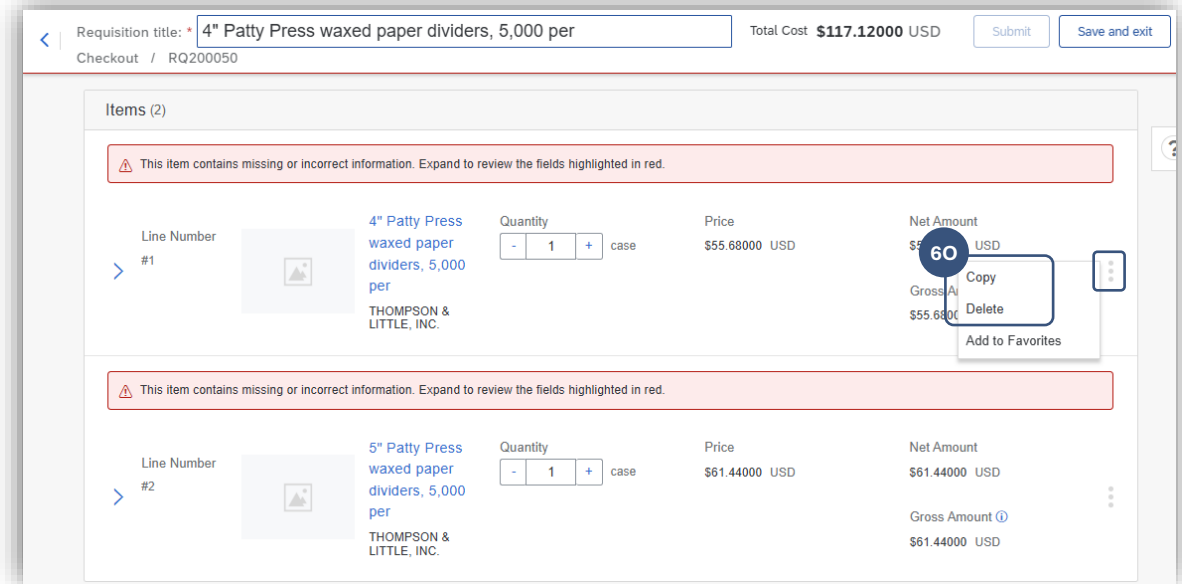 Requisition title: * 4" Patty Press waxed paper dividers, 5,000 per
Total Cost $117.12000 USD
Submit
Save and exit
Checkout / RQ200050
Items (2)
?
This item contains missing or incorrect information. Expand to review the fields highlighted in red.
Line Number
#1
4" Patty Press
waxed paper
dividers, 5,000
per
THOMPSON &
LITTLE, INC.
Quantity
- 1 + case
Price
$55.68000 USD
Net Amount
USD
Gross
$55.6800
6O
Copy
Delete
Add to Favorites
This item contains missing or incorrect information. Expand to review the fields highlighted in red.
Line Number
#2
5" Patty Press
waxed paper
dividers, 5,000
per
THOMPSON &
LITTLE, INC.
Quantity
- 1 + case
Price
$61.44000 USD
Net Amount
$61.44000 USD
Gross Amount
$61.44000 USD